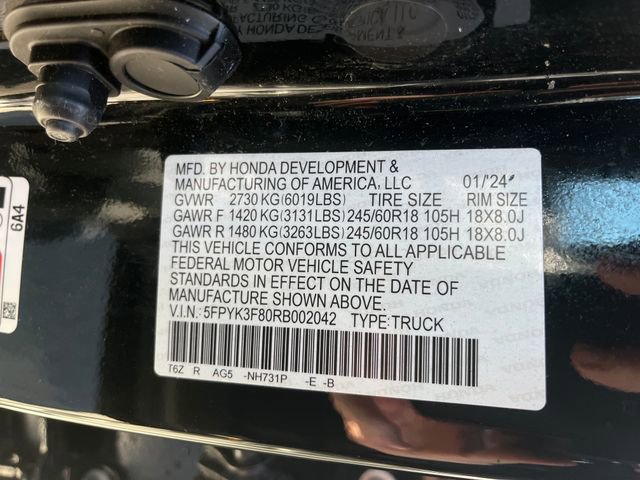 MFD. BY HONDA DEVELOPMENT &
MANUFACTURING OF AMERICA, LLC 01/'24*
GVWR 2730 KG(6019LBS) TIRE SIZE RIM SIZE
GAWR F 1420 KG(3131LBS) 245/60R18 105H 18X8.0J
GAWR R 1480 KG(3263LBS) 245/60R18 105H 18X8.0J
THIS VEHICLE CONFORMS TO ALL APPLICABLE
FEDERAL MOTOR VEHICLE SAFETY
STANDARDS IN EFFECT ON THE DATE OF
MANUFACTURE SHOWN ABOVE.
V.I.N.: 5FPYK3F80RB002042 TYPE:TRUCK
T6Z R AG5 -NH731P -E -B
6A4